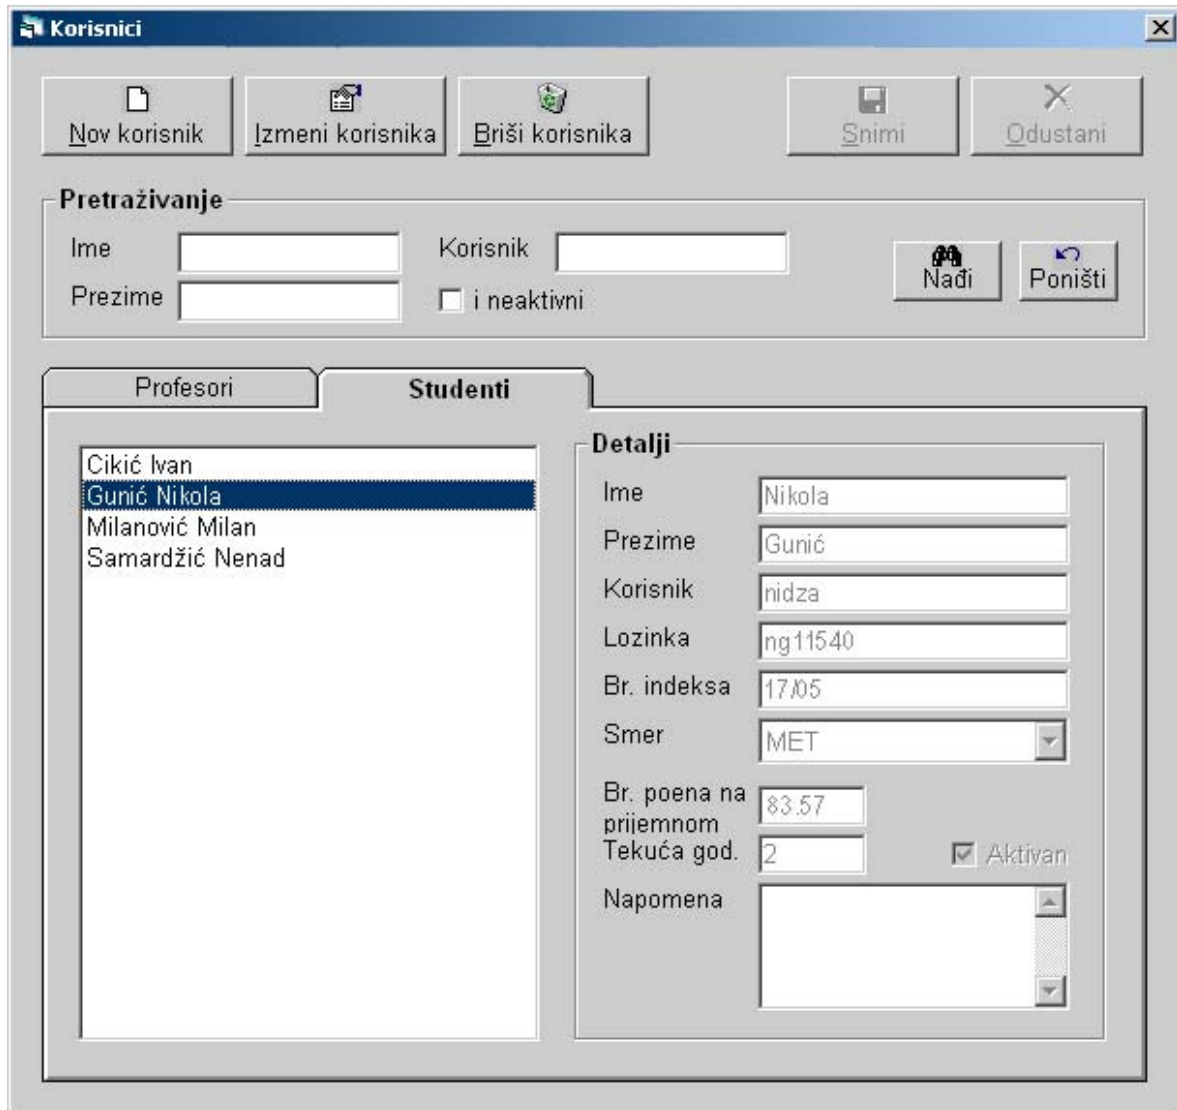 Korisnici
Nov korisnik Izmeni korisnika Briši korisnika Snimi Odustani
Pretraživanje
Ime Korisnik Nađi Poništi
Prezime i neaktivni
Profesori Studenti
Cikić Ivan
Gunić Nikola
Milanović Milan
Samardžić Nenad
Detalji
Ime Nikola
Prezime Gunić
Korisnik nidza
Lozinka ng11540
Br. indeksa 17/05
Smer MET
Br. poena na
prijemnom 83.57
Tekuća god. 2 Aktivan
Napomena